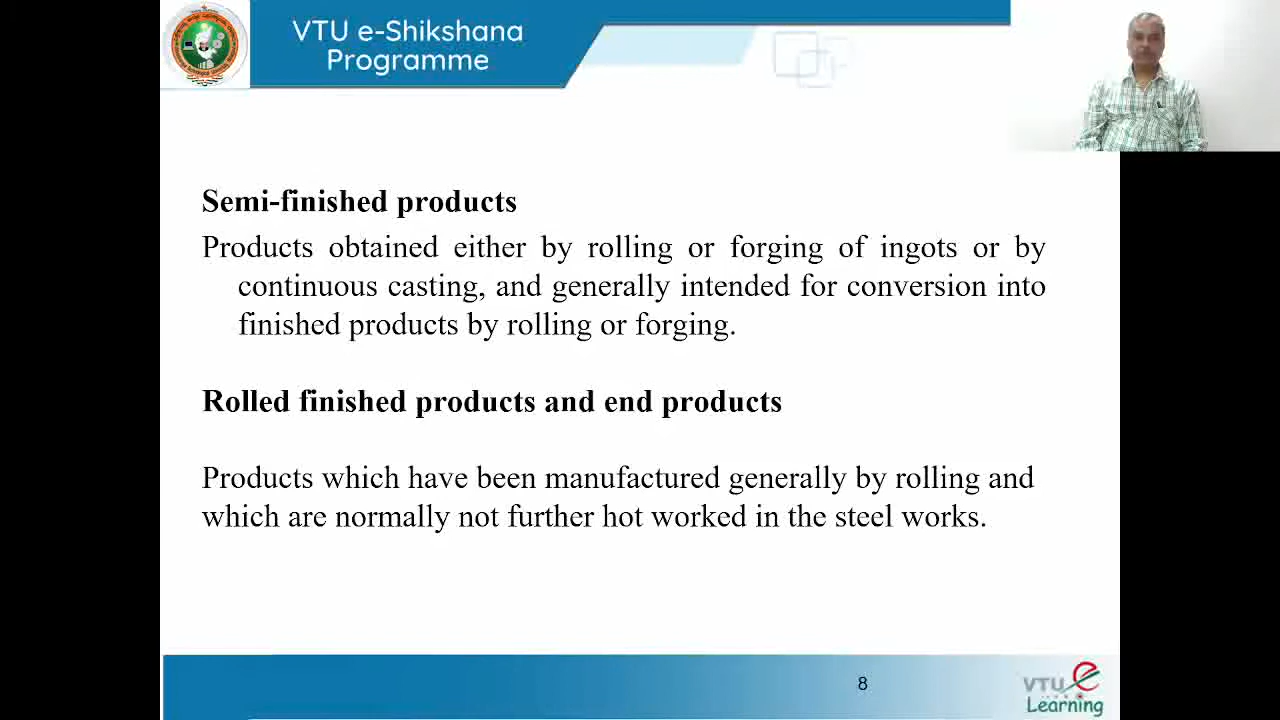 VTU e-Shikshana
Programme
Semi-finished products
Products obtained either by rolling or forging of ingots or by
continuous casting, and generally intended for conversion into
finished products by rolling or forging.
Rolled finished products and end products
Products which have been manufactured generally by rolling and
which are normally not further hot worked in the steel works.
8
VTU e
Learning